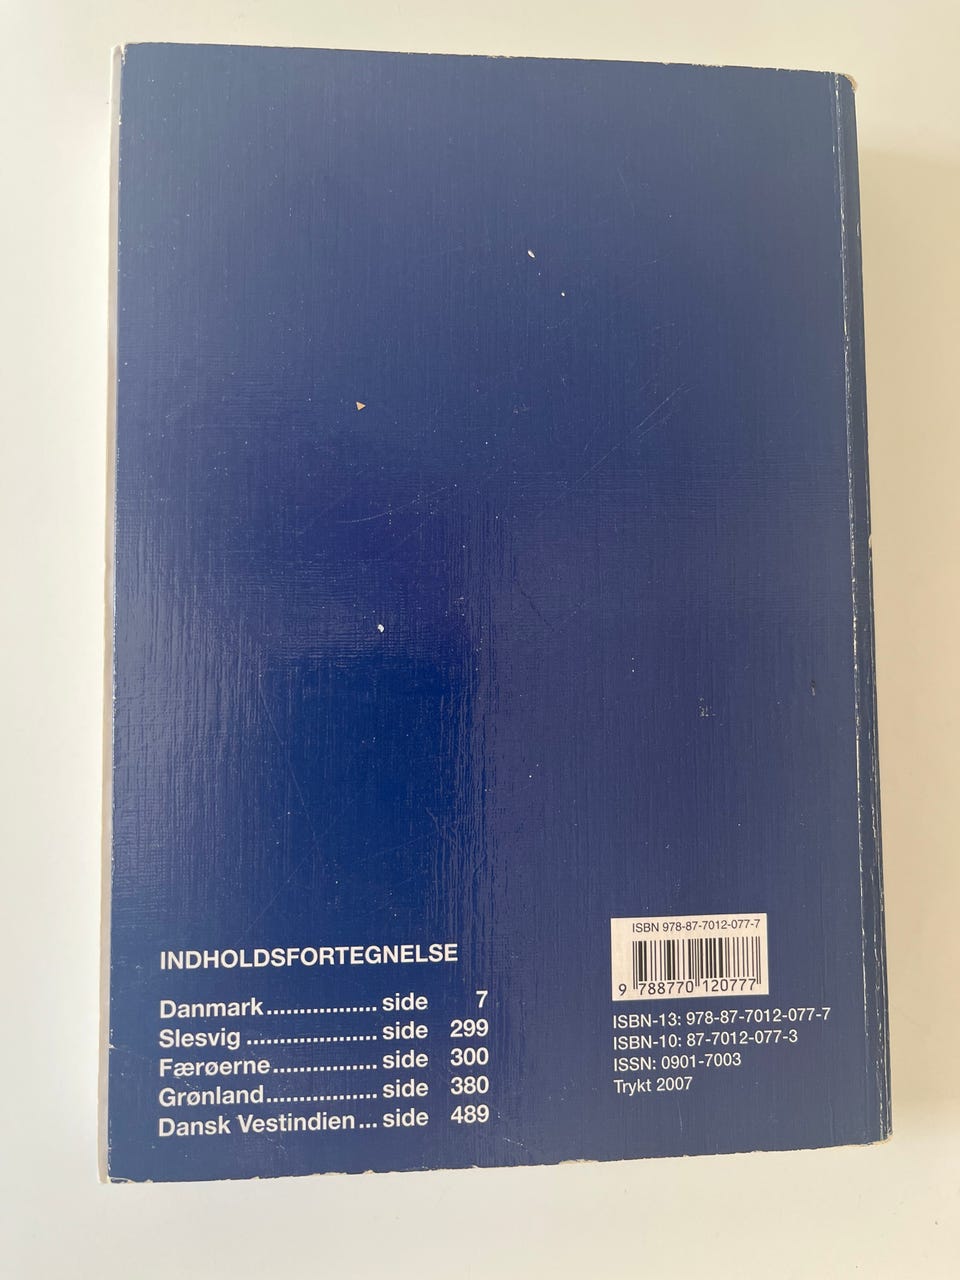 INDHOLDSFORTEGNELSE
Danmark................. side 7
Slesvig .................... side 299
Færøerne................ side 300
Grønland................. side 380
Dansk Vestindien... side 489
ISBN 978-87-7012-077-7
9 788770 120777
ISBN-13: 978-87-7012-077-7
ISBN-10: 87-7012-077-3
ISSN: 0901-7003
Trykt 2007